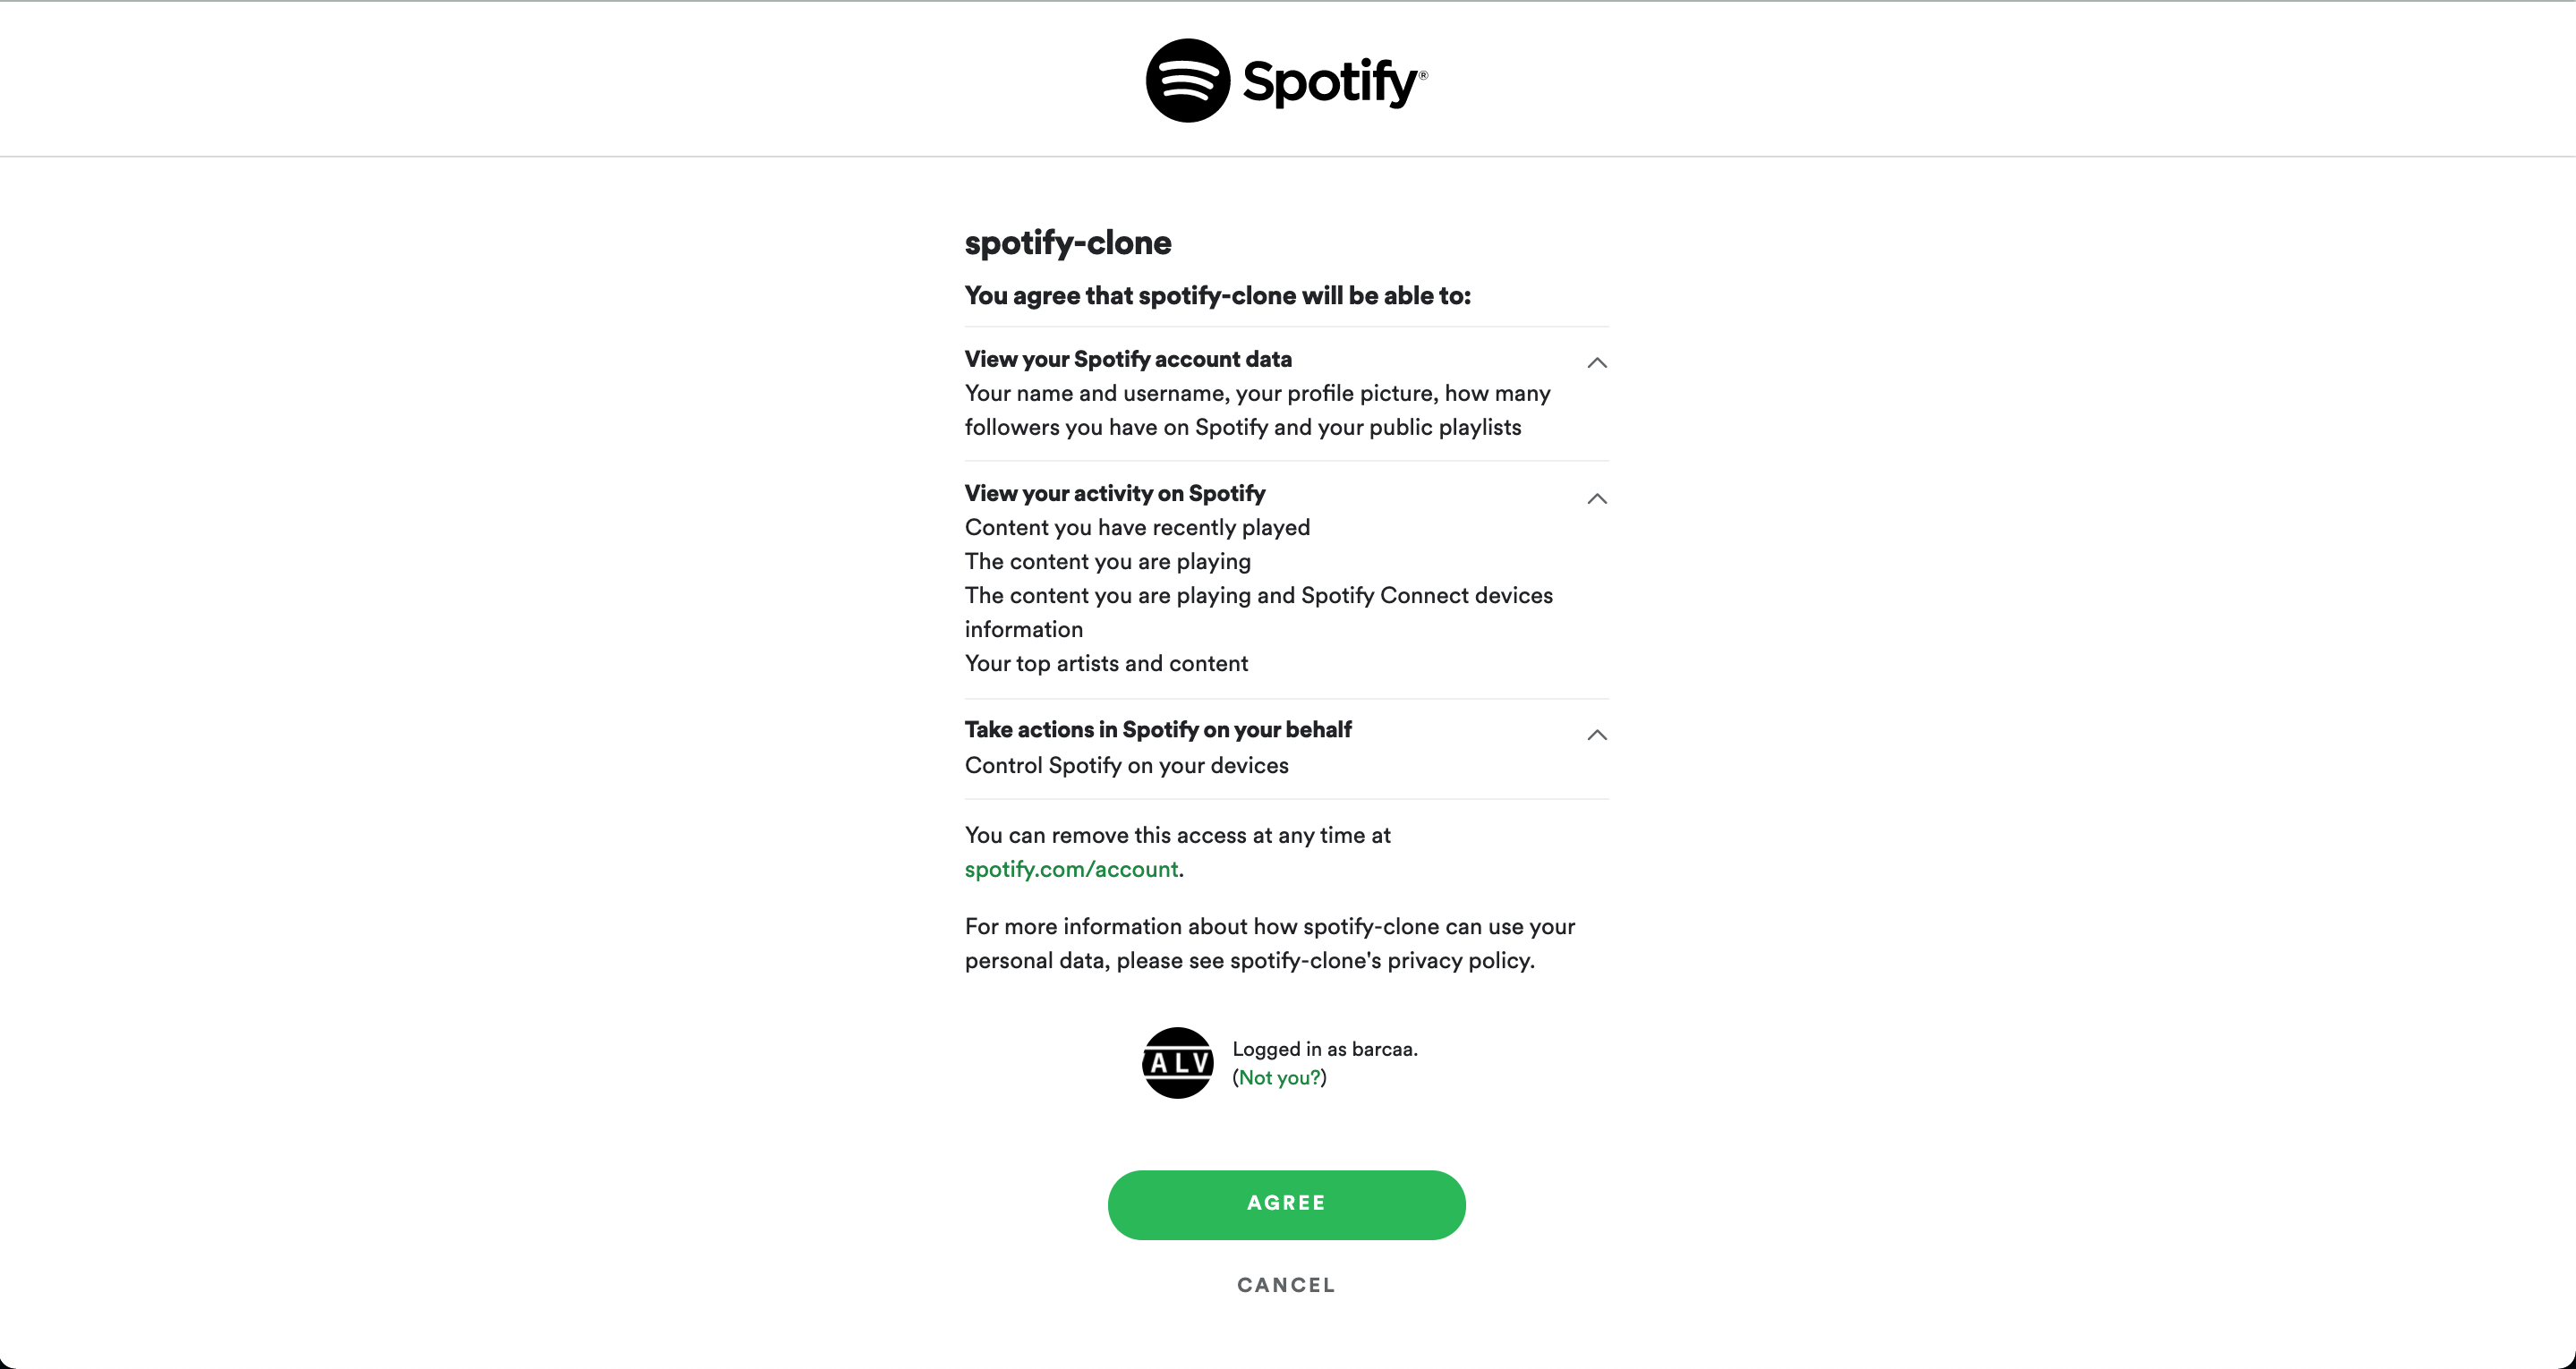 Spotify®
spotify-clone
You agree that spotify-clone will be able to:
View your Spotify account data
Your name and username, your profile picture, how many
followers you have on Spotify and your public playlists
View your activity on Spotify
Content you have recently played
The content you are playing
The content you are playing and Spotify Connect devices
information
Your top artists and content
Take actions in Spotify on your behalf
Control Spotify on your devices
You can remove this access at any time at
spotify.com/account.
For more information about how spotify-clone can use your
personal data, please see spotify-clone's privacy policy.
ALV
Logged in as barcaa.
(Not you?)
AGREE
CANCEL